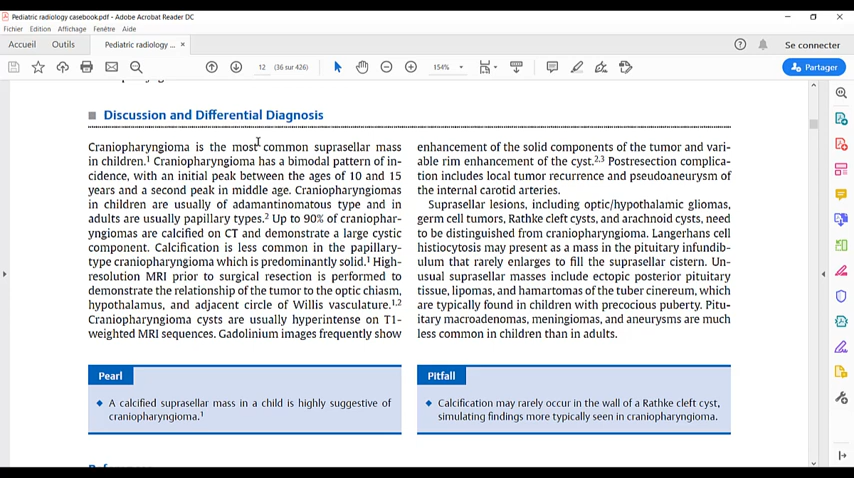 Pediatric radiology casebook.pdf - Adobe Acrobat Reader DC
Fichier Edition Affichage Fenêtre Aide
Accueil Outils Pediatric radiology ... × Se connecter
12 (36 sur 426) 154% Partager
Discussion and Differential Diagnosis
Craniopharyngioma is the most common suprasellar mass
in children.1 Craniopharyngioma has a bimodal pattern of in-
cidence, with an initial peak between the ages of 10 and 15
years and a second peak in middle age. Craniopharyngiomas
in children are usually of adamantinomatous type and in
adults are usually papillary types.2 Up to 90% of craniophar-
yngiomas are calcified on CT and demonstrate a large cystic
component. Calcification is less common in the papillary-
type craniopharyngioma which is predominantly solid.1 High-
resolution MRI prior to surgical resection is performed to
demonstrate the relationship of the tumor to the optic chiasm,
hypothalamus, and adjacent circle of Willis vasculature.1,2
Craniopharyngioma cysts are usually hyperintense on T1-
weighted MRI sequences. Gadolinium images frequently show
enhancement of the solid components of the tumor and vari-
able rim enhancement of the cyst.2,3 Postresection complica-
tion includes local tumor recurrence and pseudoaneurysm of
the internal carotid arteries.
Suprasellar lesions, including optic/hypothalamic gliomas,
germ cell tumors, Rathke cleft cysts, and arachnoid cysts, need
to be distinguished from craniopharyngioma. Langerhans cell
histiocytosis may present as a mass in the pituitary infundib-
ulum that rarely enlarges to fill the suprasellar cistern. Un-
usual suprasellar masses include ectopic posterior pituitary
tissue, lipomas, and hamartomas of the tuber cinereum, which
are typically found in children with precocious puberty. Pitu-
itary macroadenomas, meningiomas, and aneurysms are much
less common in children than in adults.
Pearl
◆ A calcified suprasellar mass in a child is highly suggestive of
craniopharyngioma.1
Pitfall
◆ Calcification may rarely occur in the wall of a Rathke cleft cyst,
simulating findings more typically seen in craniopharyngioma.